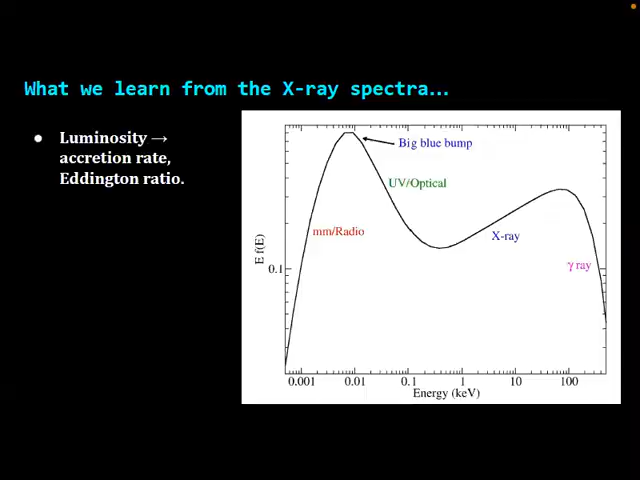 What we learn from the X-ray spectra...
● Luminosity →
accretion rate,
Eddington ratio.
Big blue bump
UV/Optical
mm/Radio
X-ray
γ ray
E f(E)
0.1
0.001 0.01 0.1 1 10 100
Energy (keV)